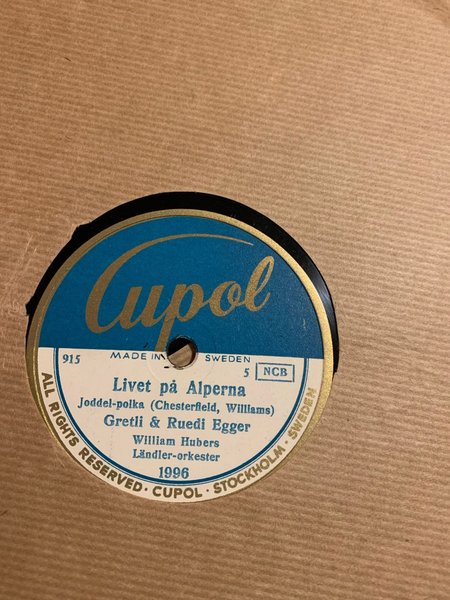 Cupol
915 MADE IN SWEDEN 5 NCB
Livet på Alperna
Joddel-polka (Chesterfield, Williams)
Gretli & Ruedi Egger
William Hubers
Ländler-orkester
1996
ALL RIGHTS RESERVED · CUPOL · STOCKHOLM · SWEDEN